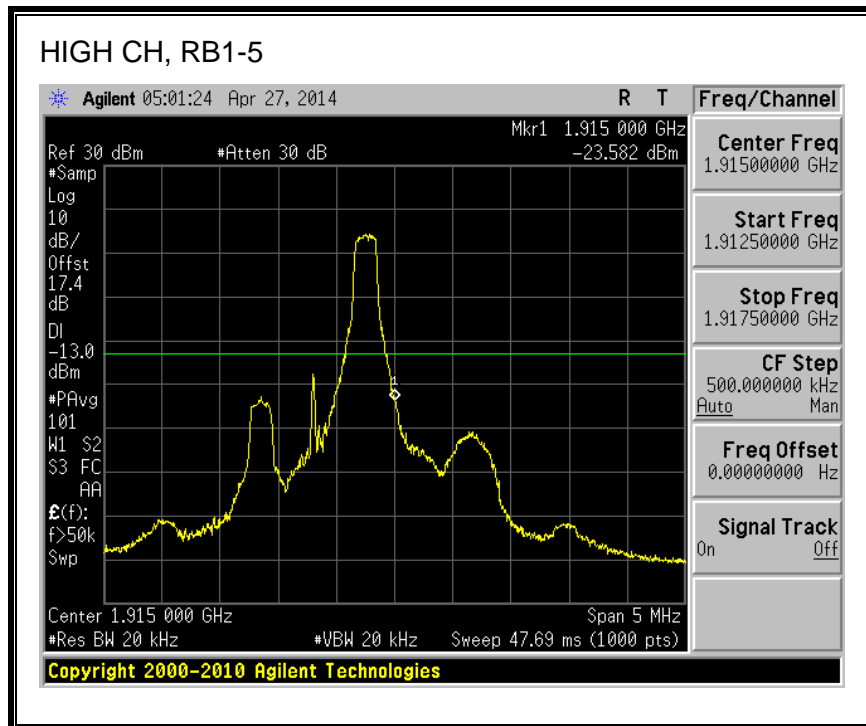 HIGH CH, RB1-5
Agilent 05:01:24 Apr 27, 2014 R T
Mkr1 1.915 000 GHz
Ref 30 dBm #Atten 30 dB -23.582 dBm
#Samp
Log
10
dB/
Offst
17.4
dB
DI
-13.0
dBm
#PAvg
101
W1 S2
S3 FC
AA
£(f):
f>50k
Swp
1
Center 1.915 000 GHz Span 5 MHz
#Res BW 20 kHz #VBW 20 kHz Sweep 47.69 ms (1000 pts)
Copyright 2000-2010 Agilent Technologies
Freq/Channel
Center Freq
1.91500000 GHz
Start Freq
1.91250000 GHz
Stop Freq
1.91750000 GHz
CF Step
500.000000 kHz
Auto Man
Freq Offset
0.00000000 Hz
Signal Track
On Off